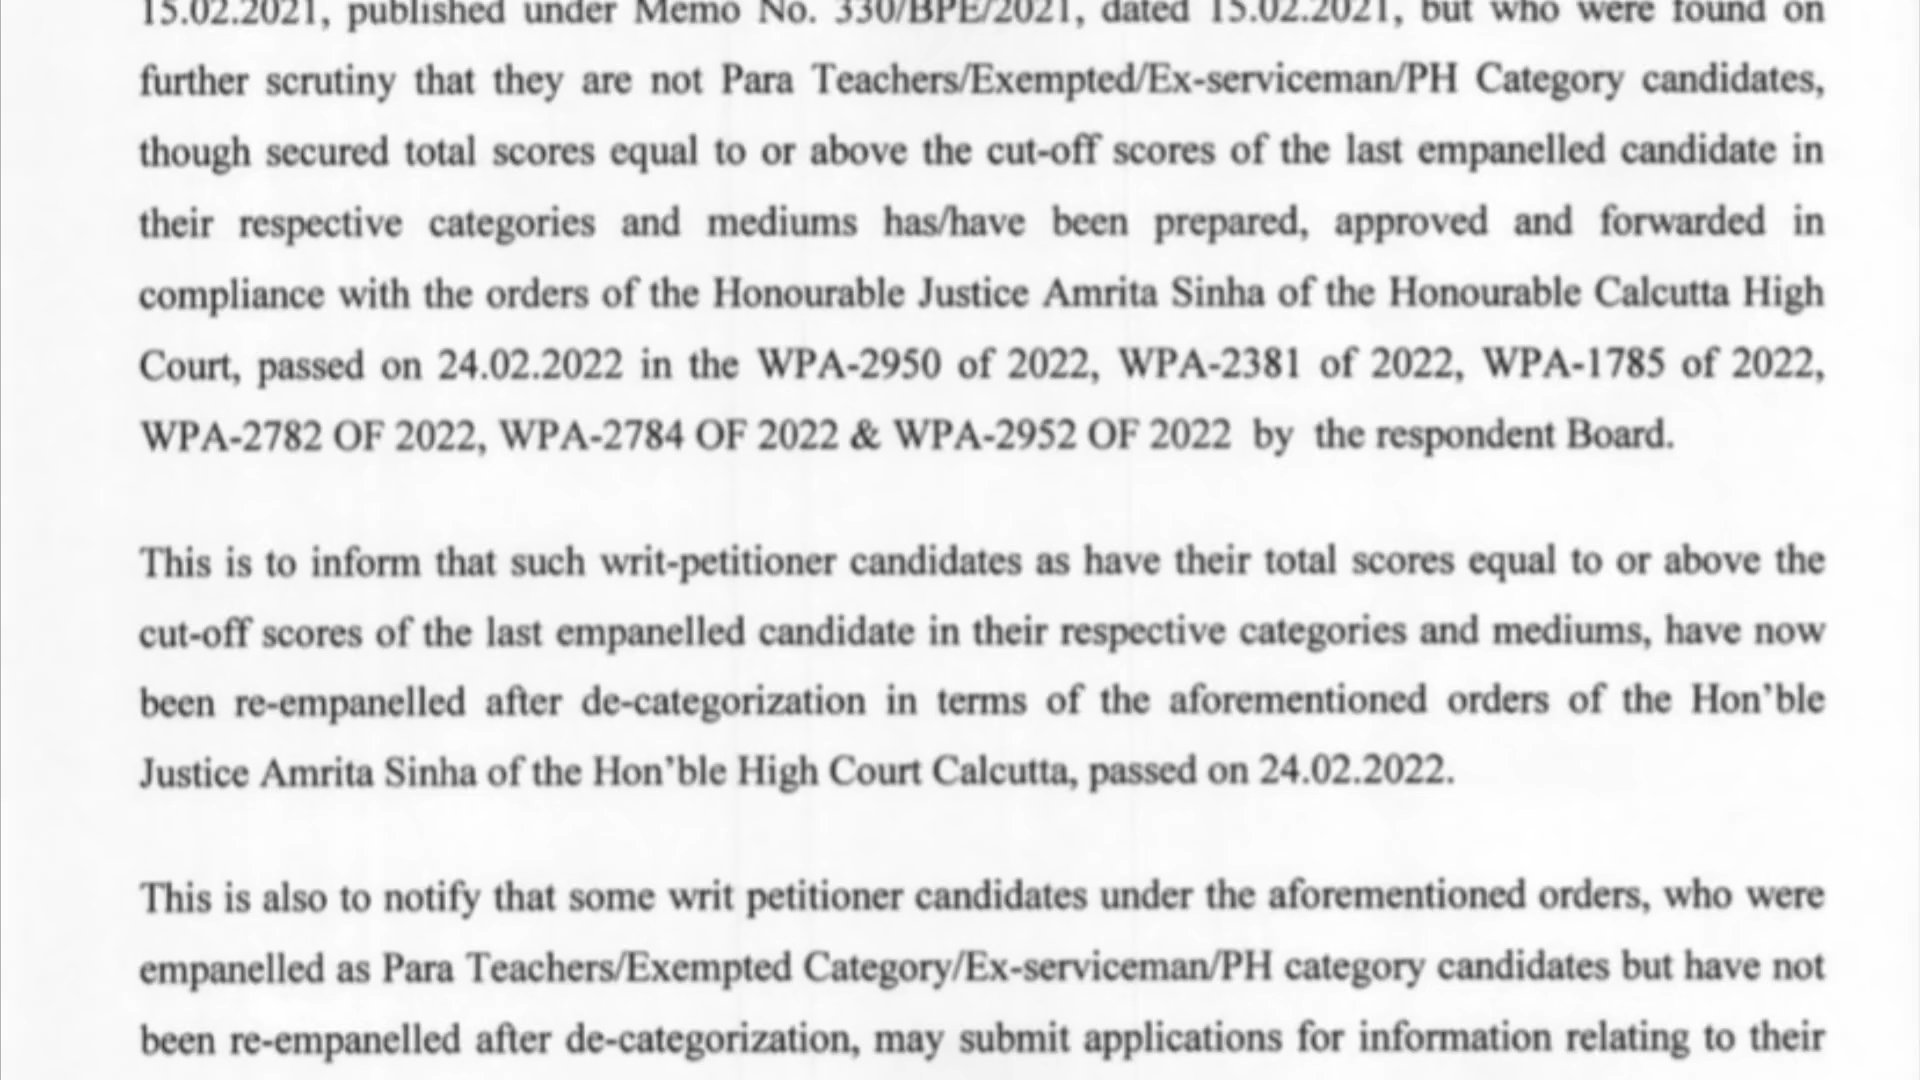 15.02.2021, published under Memo No. 330/BPE/2021, dated 15.02.2021, but who were found on
further scrutiny that they are not Para Teachers/Exempted/Ex-serviceman/PH Category candidates,
though secured total scores equal to or above the cut-off scores of the last empanelled candidate in
their respective categories and mediums has/have been prepared, approved and forwarded in
compliance with the orders of the Honourable Justice Amrita Sinha of the Honourable Calcutta High
Court, passed on 24.02.2022 in the WPA-2950 of 2022, WPA-2381 of 2022, WPA-1785 of 2022,
WPA-2782 OF 2022, WPA-2784 OF 2022 & WPA-2952 OF 2022 by the respondent Board.
This is to inform that such writ-petitioner candidates as have their total scores equal to or above the
cut-off scores of the last empanelled candidate in their respective categories and mediums, have now
been re-empanelled after de-categorization in terms of the aforementioned orders of the Hon’ble
Justice Amrita Sinha of the Hon’ble High Court Calcutta, passed on 24.02.2022.
This is also to notify that some writ petitioner candidates under the aforementioned orders, who were
empanelled as Para Teachers/Exempted Category/Ex-serviceman/PH category candidates but have not
been re-empanelled after de-categorization, may submit applications for information relating to their